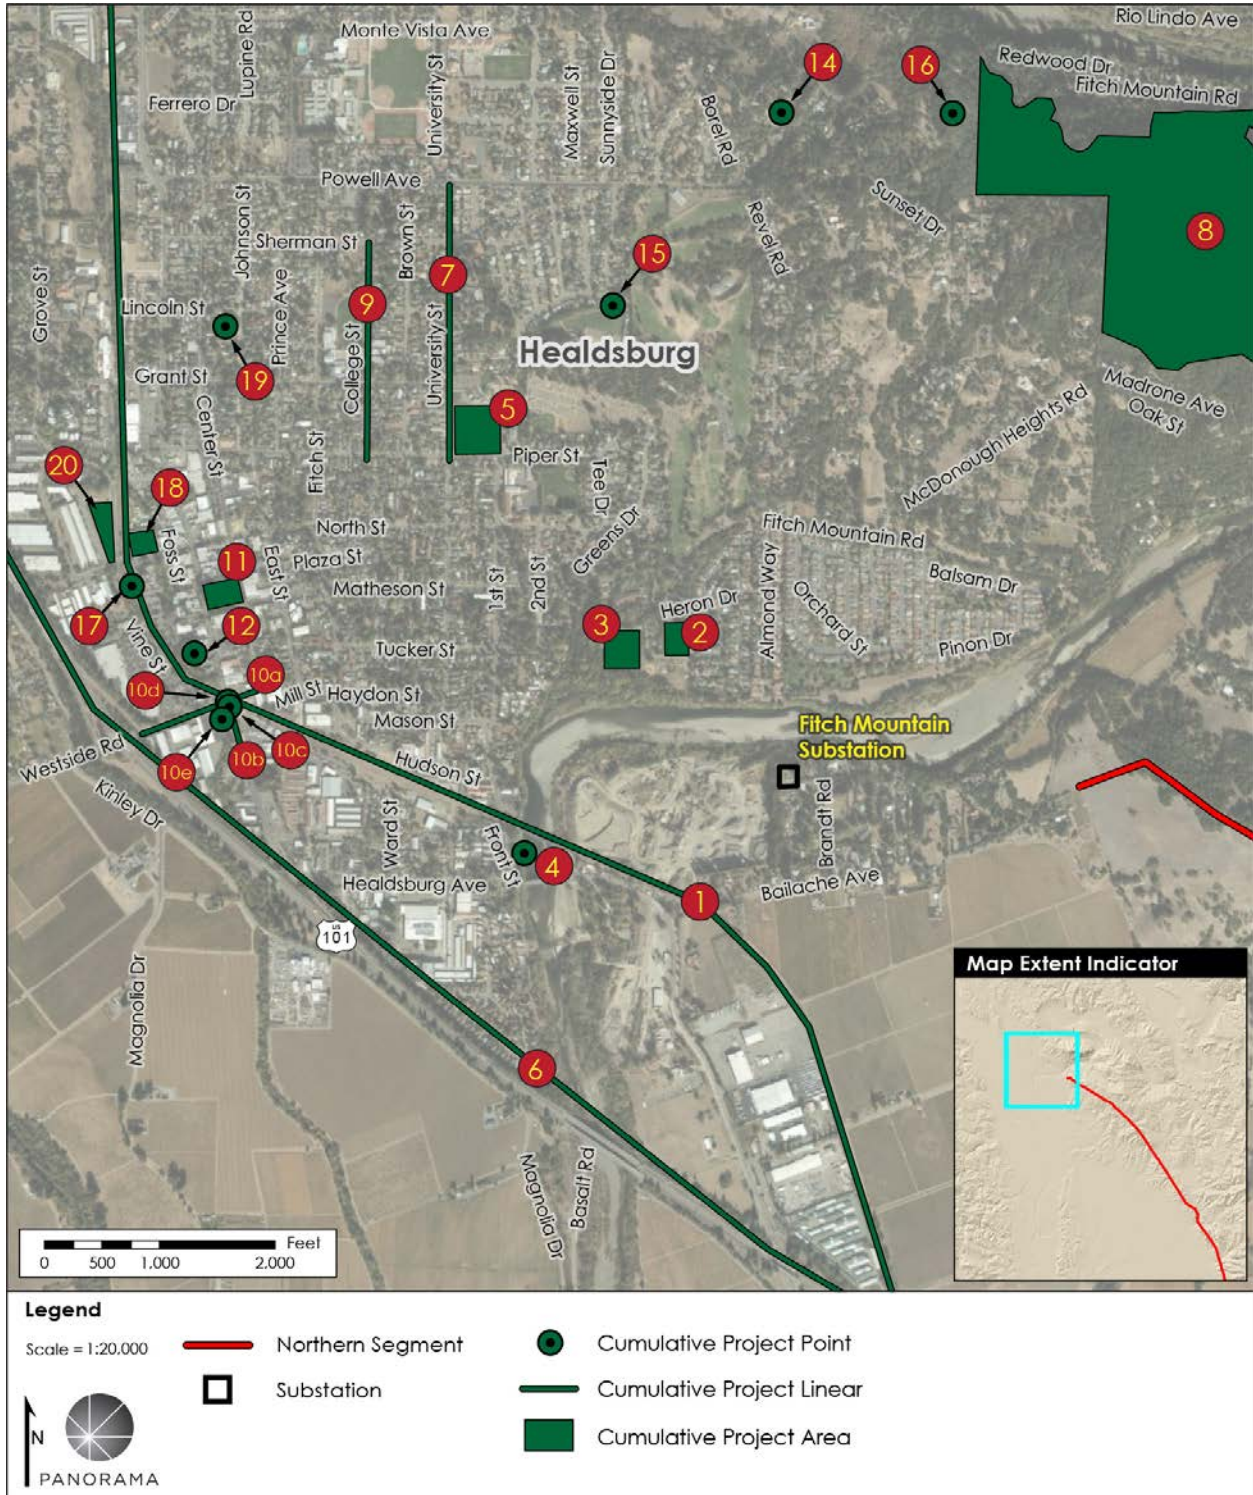 Rio Lindo Ave
Monte Vista Ave
Lupine Rd
University St
Maxwell St
Sunnyside Dr
14
16
Redwood Dr
Fitch Mountain Rd
Ferrero Dr
Borel Rd
Powell Ave
Johnson St
Sherman St
Brown St
Revel Rd
Sunset Dr
8
Grove St
Lincoln St
Prince Ave
9
7
15
University St
College St
Healdsburg
Grant St
19
Center St
5
Madrone Ave
Oak St
McDonough Heights Rd
Fitch St
Piper St
Tee Dr
20
18
Foss St
North St
Greens Dr
Fitch Mountain Rd
11
East St
Plaza St
Matheson St
1st St
2nd St
Heron Dr
Almond Way
Orchard St
Balsam Dr
Pinon Dr
17
Vine St
12
Tucker St
3
2
10d
10a
Mill St
Haydon St
Mason St
Westside Rd
10e
10b
10c
Hudson St
Fitch Mountain
Substation
Kinley Dr
Ward St
Front St
4
Brandt Rd
Healdsburg Ave
Bailache Ave
1
US
101
Magnolia Dr
6
Magnolia Dr
Basalt Rd
Map Extent Indicator
Feet
0 500 1,000 2,000
Legend
Scale = 1:20,000
Northern Segment
Substation
Cumulative Project Point
Cumulative Project Linear
Cumulative Project Area
N
PANORAMA